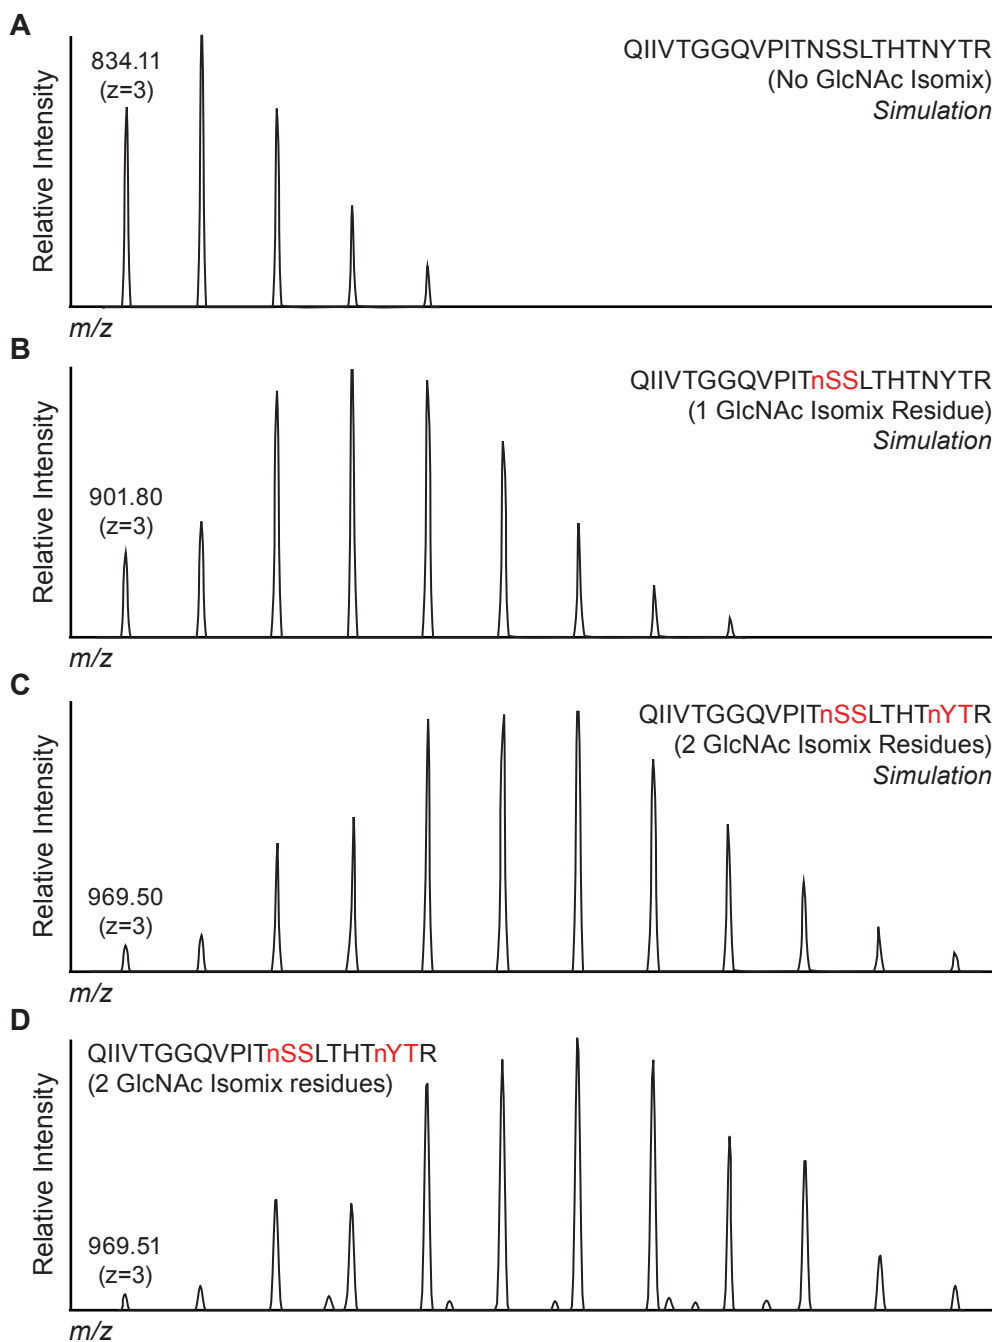 A
Relative Intensity
834.11
(z=3)
QIIVTGGQVPITNSSLTHTNYTR
(No GlcNAc Isomix)
Simulation
m/z
B
Relative Intensity
901.80
(z=3)
QIIVTGGQVPITnSSLTHTNYTR
(1 GlcNAc Isomix Residue)
Simulation
m/z
C
Relative Intensity
969.50
(z=3)
QIIVTGGQVPITnSSLTHTnYTR
(2 GlcNAc Isomix Residues)
Simulation
m/z
D
Relative Intensity
QIIVTGGQVPITnSSLTHTnYTR
(2 GlcNAc Isomix residues)
969.51
(z=3)
m/z